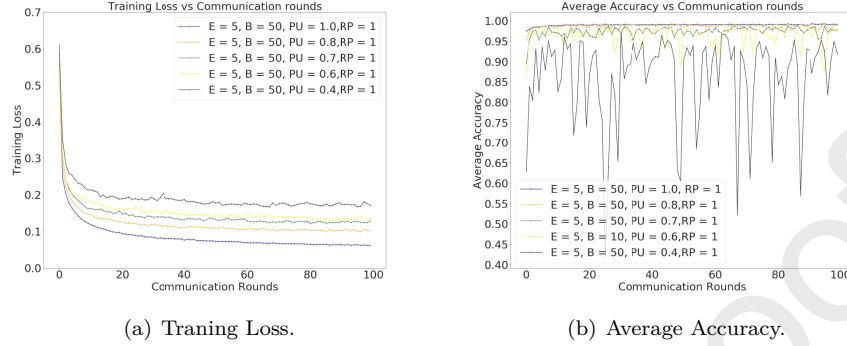 Training Loss vs Communication rounds
0.7
0.6
0.5
0.4
0.3
0.2
0.1
0.0
Training Loss
E = 5, B = 50, PU = 1.0,RP = 1
E = 5, B = 50, PU = 0.8,RP = 1
E = 5, B = 50, PU = 0.7,RP = 1
E = 5, B = 50, PU = 0.6,RP = 1
E = 5, B = 50, PU = 0.4,RP = 1
0 20 40 60 80 100
Communication Rounds
(a) Traning Loss.
Average Accuracy vs Communication rounds
1.00
0.95
0.90
0.85
0.80
0.75
0.70
0.65
0.60
0.55
0.50
0.45
0.40
Average Accuracy
E = 5, B = 50, PU = 1.0, RP = 1
E = 5, B = 50, PU = 0.8,RP = 1
E = 5, B = 50, PU = 0.7,RP = 1
E = 5, B = 10, PU = 0.6,RP = 1
E = 5, B = 50, PU = 0.4,RP = 1
0 20 40 60 80 100
Communication Rounds
(b) Average Accuracy.